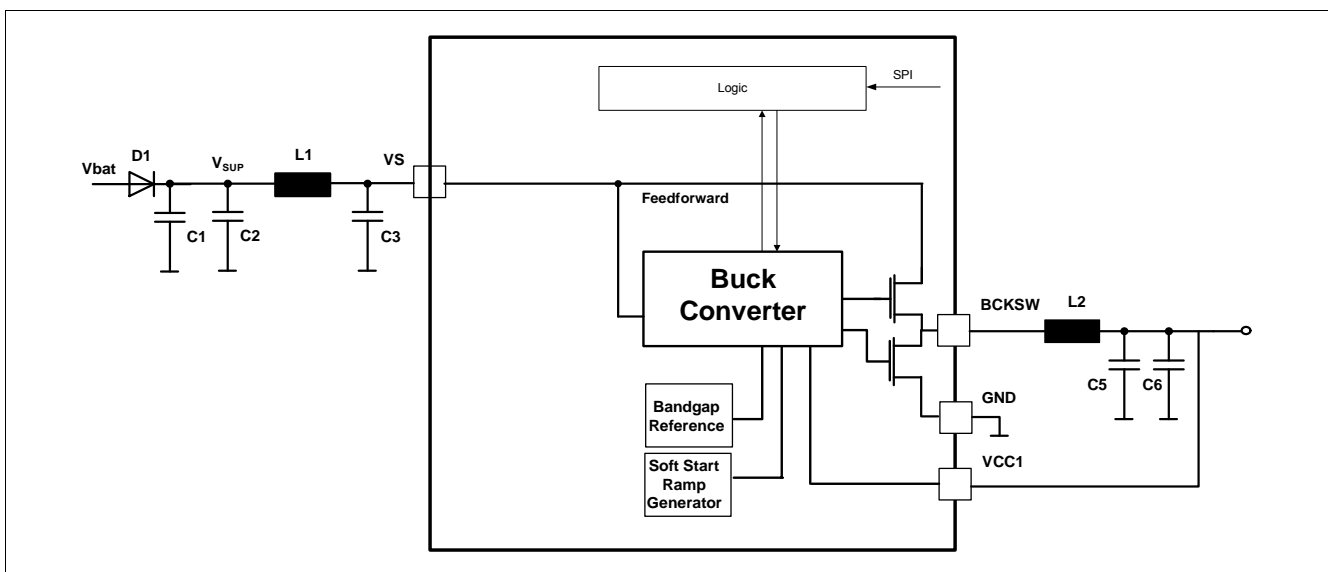 Logic
SPI
Vbat
D1
VSUP
L1
VS
C1
C2
C3
Feedforward
Buck
Converter
BCKSW
L2
C5
C6
GND
Bandgap
Reference
VCC1
Soft Start
Ramp
Generator